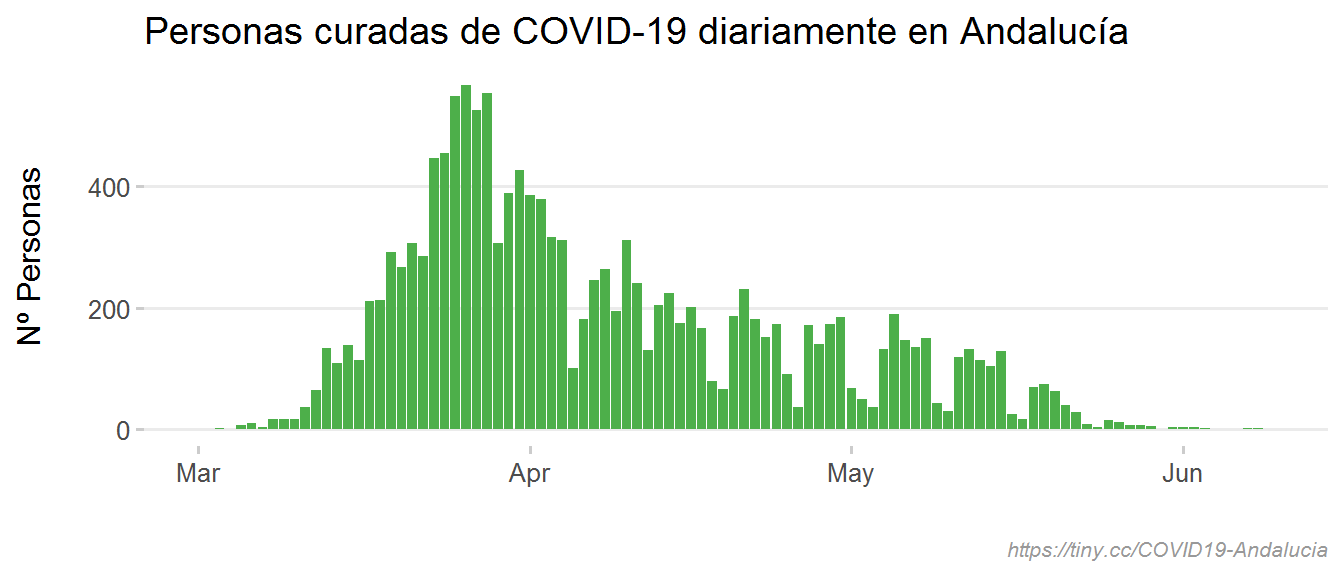 Personas curadas de COVID-19 diariamente en Andalucía
Nº Personas
400
200
0
Mar Apr May Jun
https://tiny.cc/COVID19-Andalucia